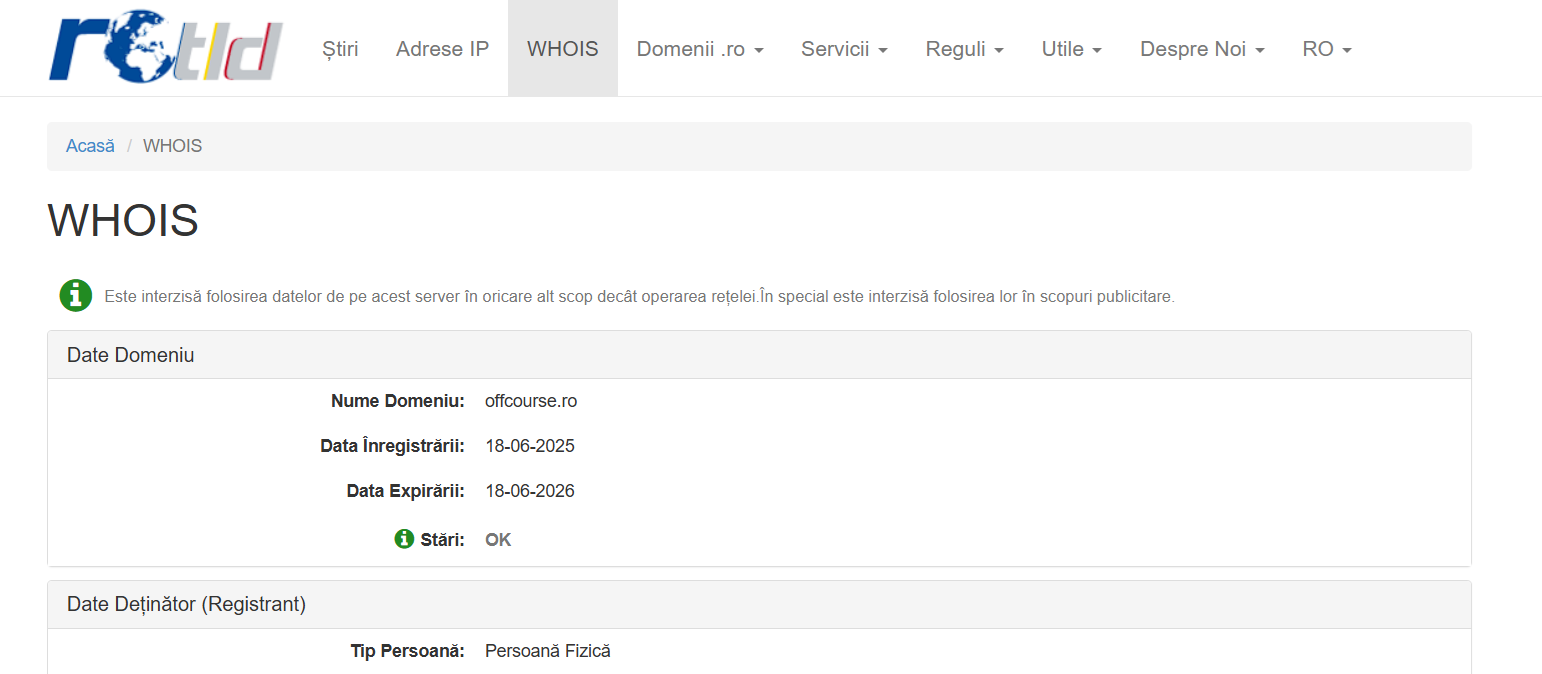 rotld
Știri Adrese IP WHOIS Domenii .ro Servicii Reguli Utile Despre Noi RO
Acasă / WHOIS
WHOIS
Este interzisă folosirea datelor de pe acest server în oricare alt scop decât operarea rețelei.În special este interzisă folosirea lor în scopuri publicitare.
Date Domeniu
Nume Domeniu: offcourse.ro
Data Înregistrării: 18-06-2025
Data Expirării: 18-06-2026
Stări: OK
Date Deținător (Registrant)
Tip Persoană: Persoană Fizică